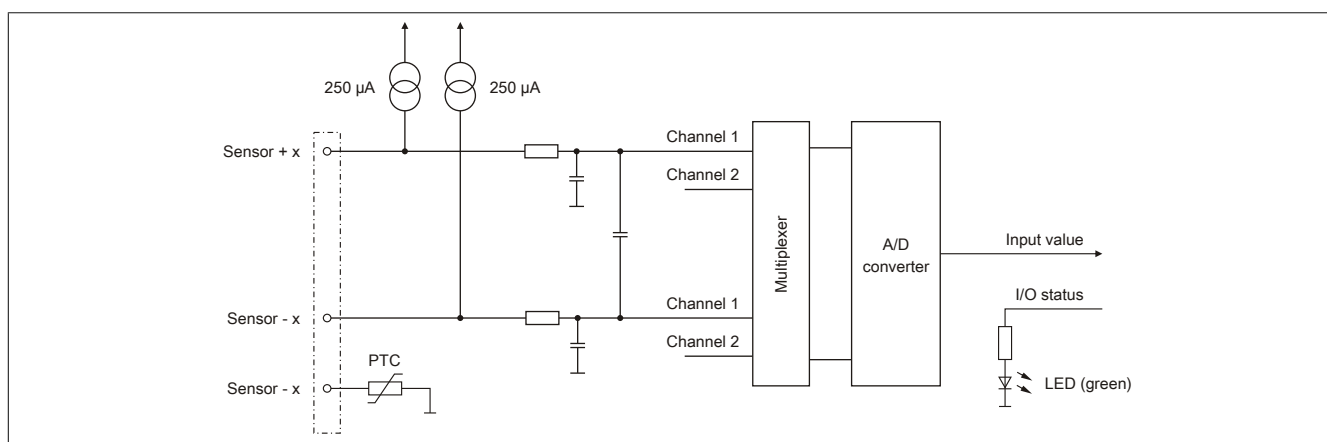 250 µA
250 µA
Sensor + x
Channel 1
Channel 2
Multiplexer
A/D
converter
Input value
I/O status
Sensor - x
Channel 1
Channel 2
PTC
Sensor - x
LED (green)